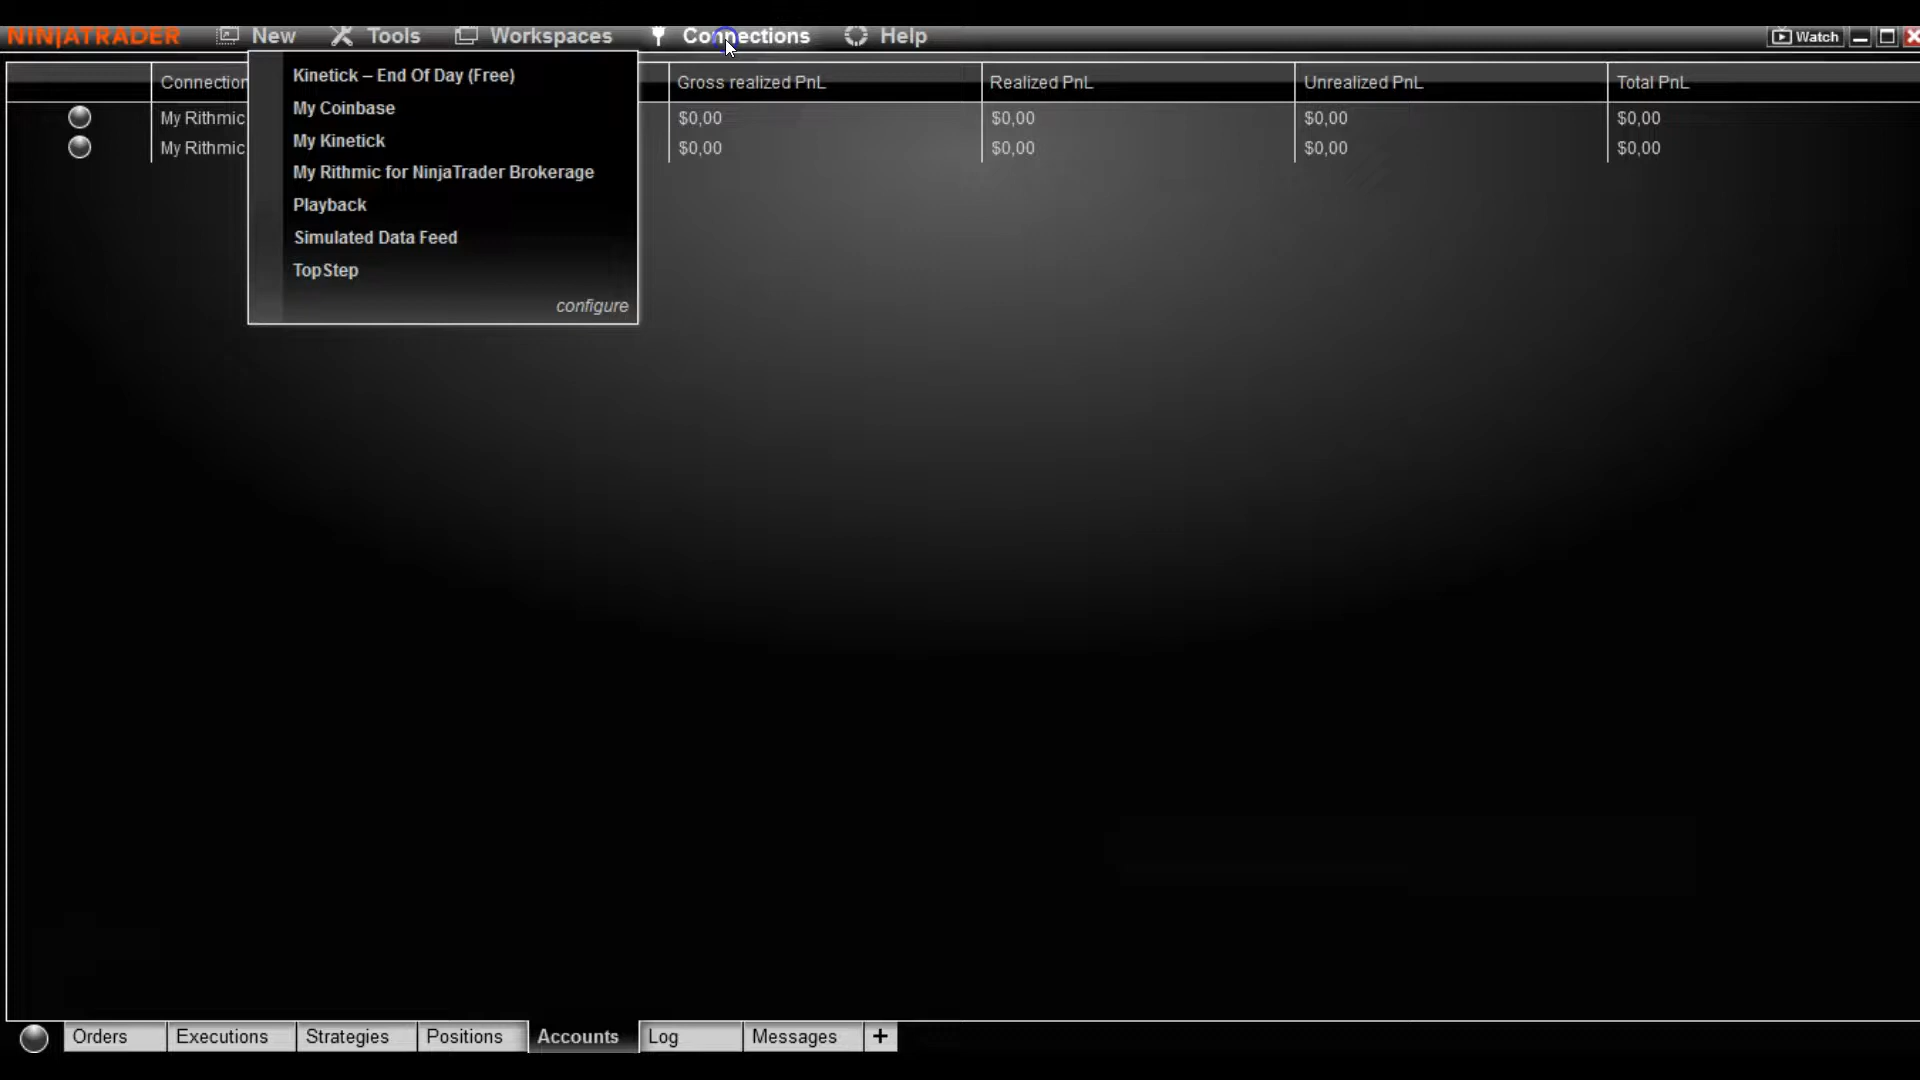 NINJATRADER New Tools Workspaces Connections Help Watch
Connection Gross realized PnL Realized PnL Unrealized PnL Total PnL
My Rithmic $0,00 $0,00 $0,00 $0,00
My Rithmic $0,00 $0,00 $0,00 $0,00
Kinetick – End Of Day (Free)
My Coinbase
My Kinetick
My Rithmic for NinjaTrader Brokerage
Playback
Simulated Data Feed
TopStep
configure
Orders Executions Strategies Positions Accounts Log Messages +